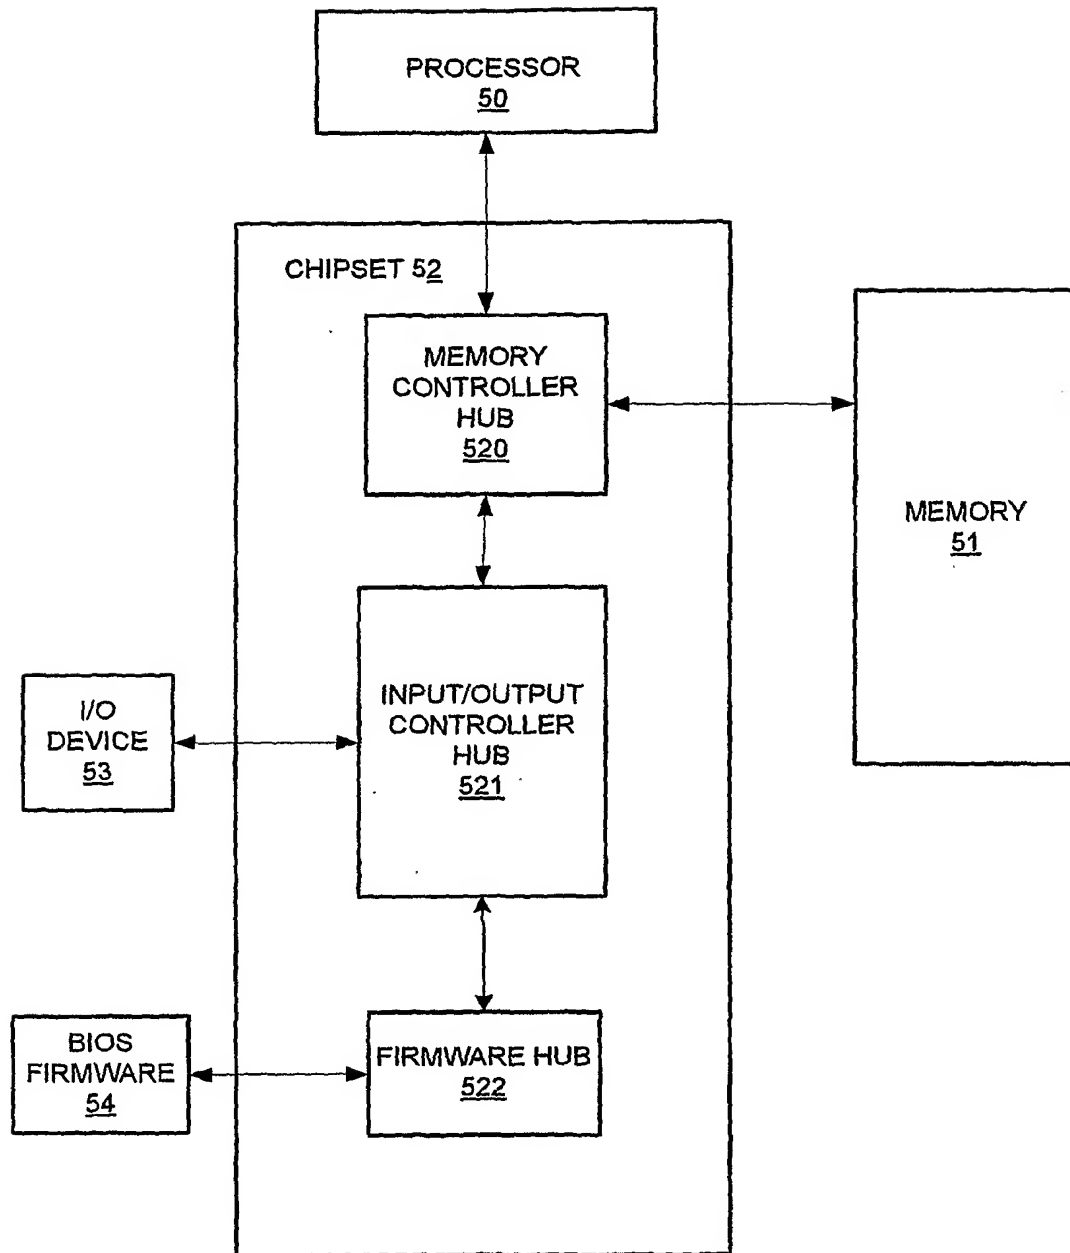 PROCESSOR
50
CHIPSET 52
MEMORY
CONTROLLER
HUB
520
MEMORY
51
INPUT/OUTPUT
CONTROLLER
HUB
521
I/O
DEVICE
53
BIOS
FIRMWARE
54
FIRMWARE HUB
522